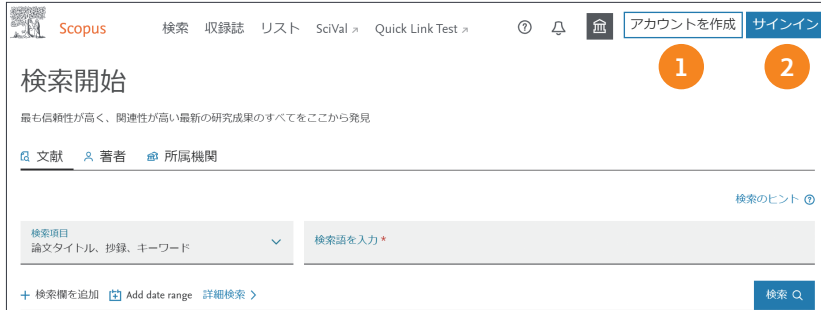 Scopus 検索 収録誌 リスト SciVal ↗ Quick Link Test ↗ アカウントを作成 サインイン
1 2
検索開始
最も信頼性が高く、関連性が高い最新の研究成果のすべてをここから発見
文献 著者 所属機関
検索のヒント
検索項目
論文タイトル、抄録、キーワード
検索語を入力 *
+ 検索欄を追加 Add date range 詳細検索 >
検索